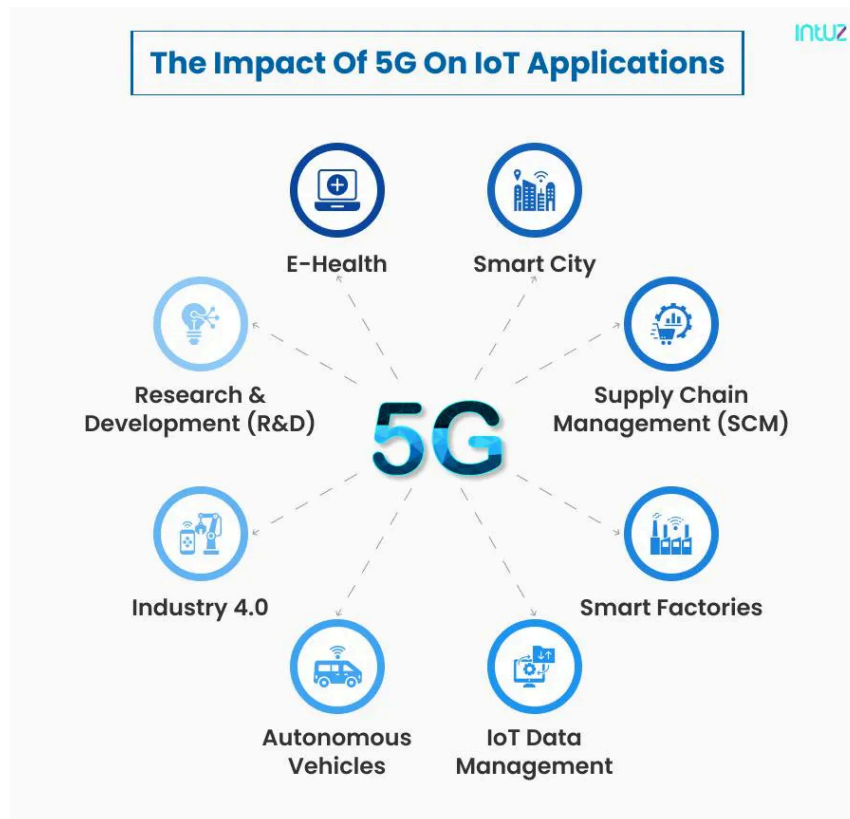 intuz
The Impact Of 5G On IoT Applications
E-Health
Smart City
Research &
Development (R&D)
Supply Chain
Management (SCM)
5G
Industry 4.0
Smart Factories
Autonomous
Vehicles
IoT Data
Management